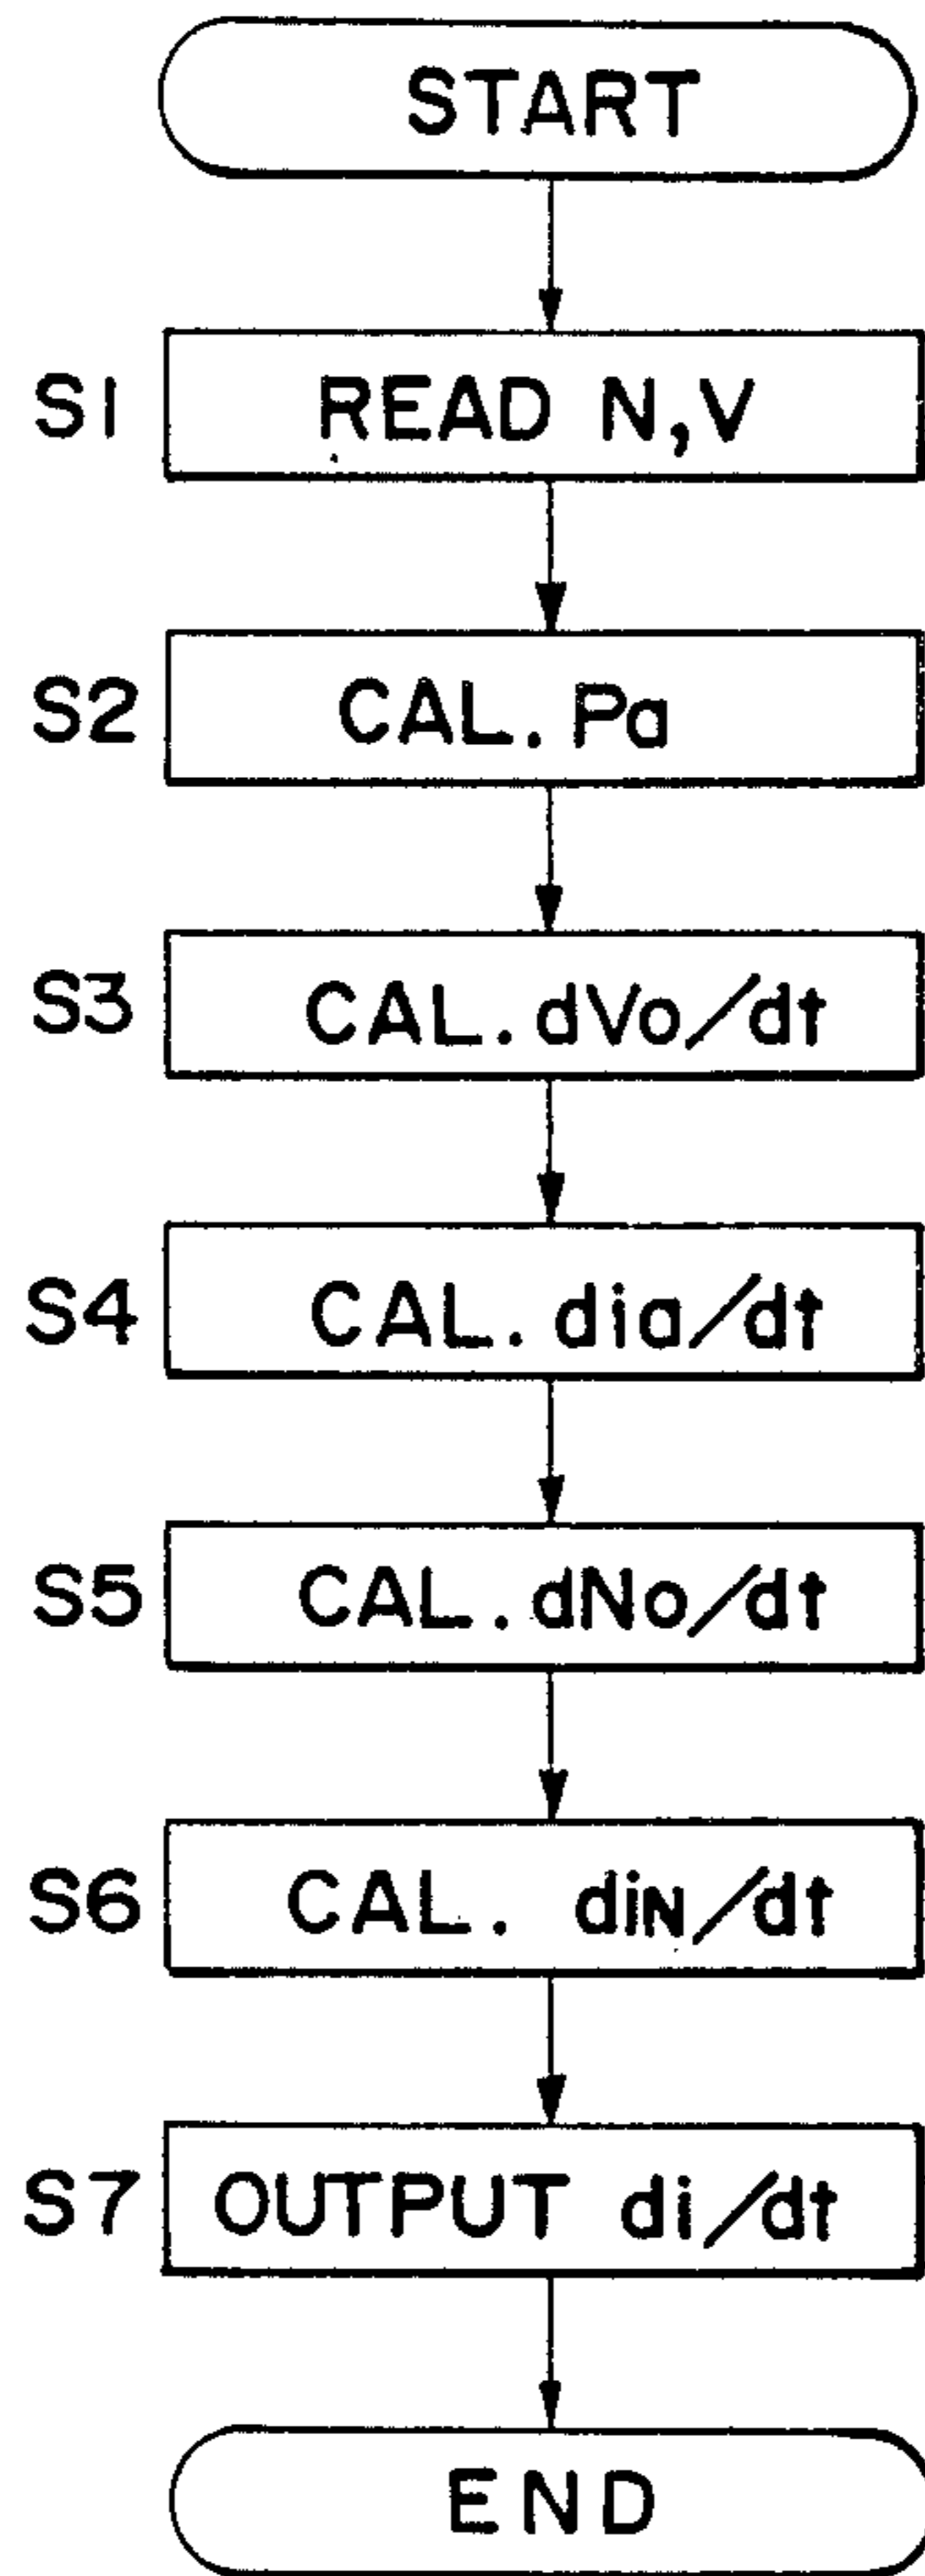 START
S1 READ N,V
S2 CAL. Pa
S3 CAL. dVo/dt
S4 CAL. dia/dt
S5 CAL. dNo/dt
S6 CAL. diN/dt
S7 OUTPUT di/dt
END